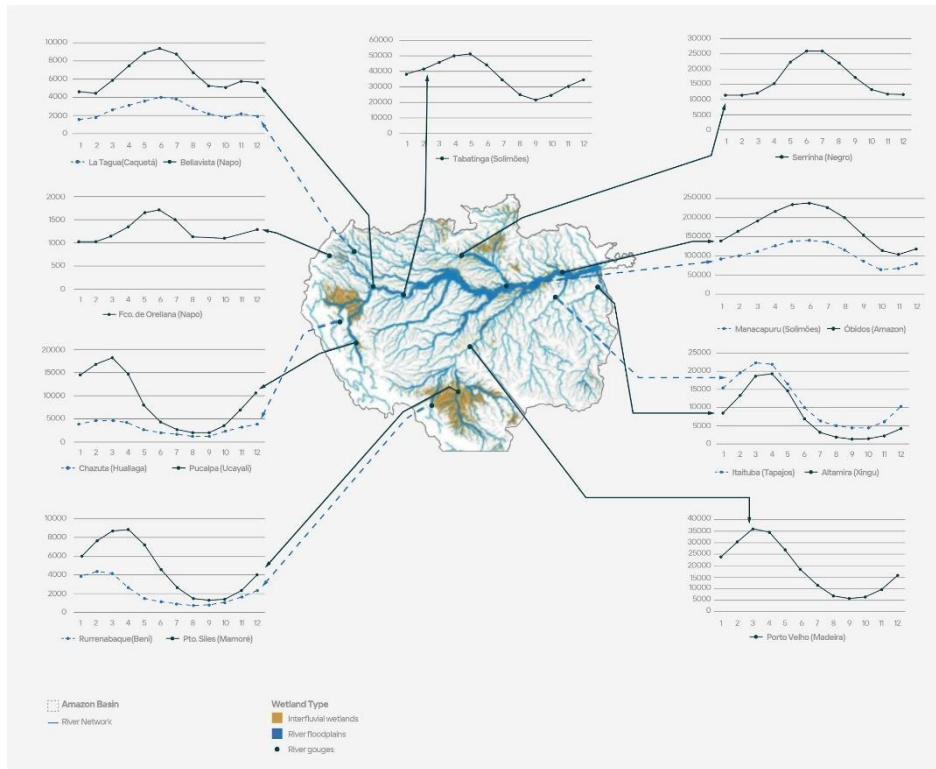 10000
8000
6000
4000
2000
0
1 2 3 4 5 6 7 8 9 10 11 12
La Tagua(Caquetá) Bellavista (Napo)
60000
50000
40000
30000
20000
10000
0
1 2 3 4 5 6 7 8 9 10 11 12
Tabatinga (Solimões)
30000
25000
20000
15000
10000
5000
0
1 2 3 4 5 6 7 8 9 10 11 12
Serrinha (Negro)
2000
1500
1000
500
0
1 2 3 4 5 6 7 8 9 10 11 12
Fco. de Orellana (Napo)
250000
200000
150000
100000
50000
0
1 2 3 4 5 6 7 8 9 10 11 12
Manacapuru (Solimões) Óbidos (Amazon)
20000
15000
10000
5000
0
1 2 3 4 5 6 7 8 9 10 11 12
Chazuta (Huallaga) Pucalpa (Ucayali)
25000
20000
15000
10000
5000
0
1 2 3 4 5 6 7 8 9 10 11 12
Itaituba (Tapajos) Altamira (Xingu)
10000
8000
6000
4000
2000
0
1 2 3 4 5 6 7 8 9 10 11 12
Rurrenabaque(Beni) Pto. Siles (Mamoré)
40000
35000
30000
25000
20000
15000
10000
5000
0
1 2 3 4 5 6 7 8 9 10 11 12
Porto Velho (Madeira)
Amazon Basin
River Network
Wetland Type
Interfluvial wetlands
River floodplains
River gouges